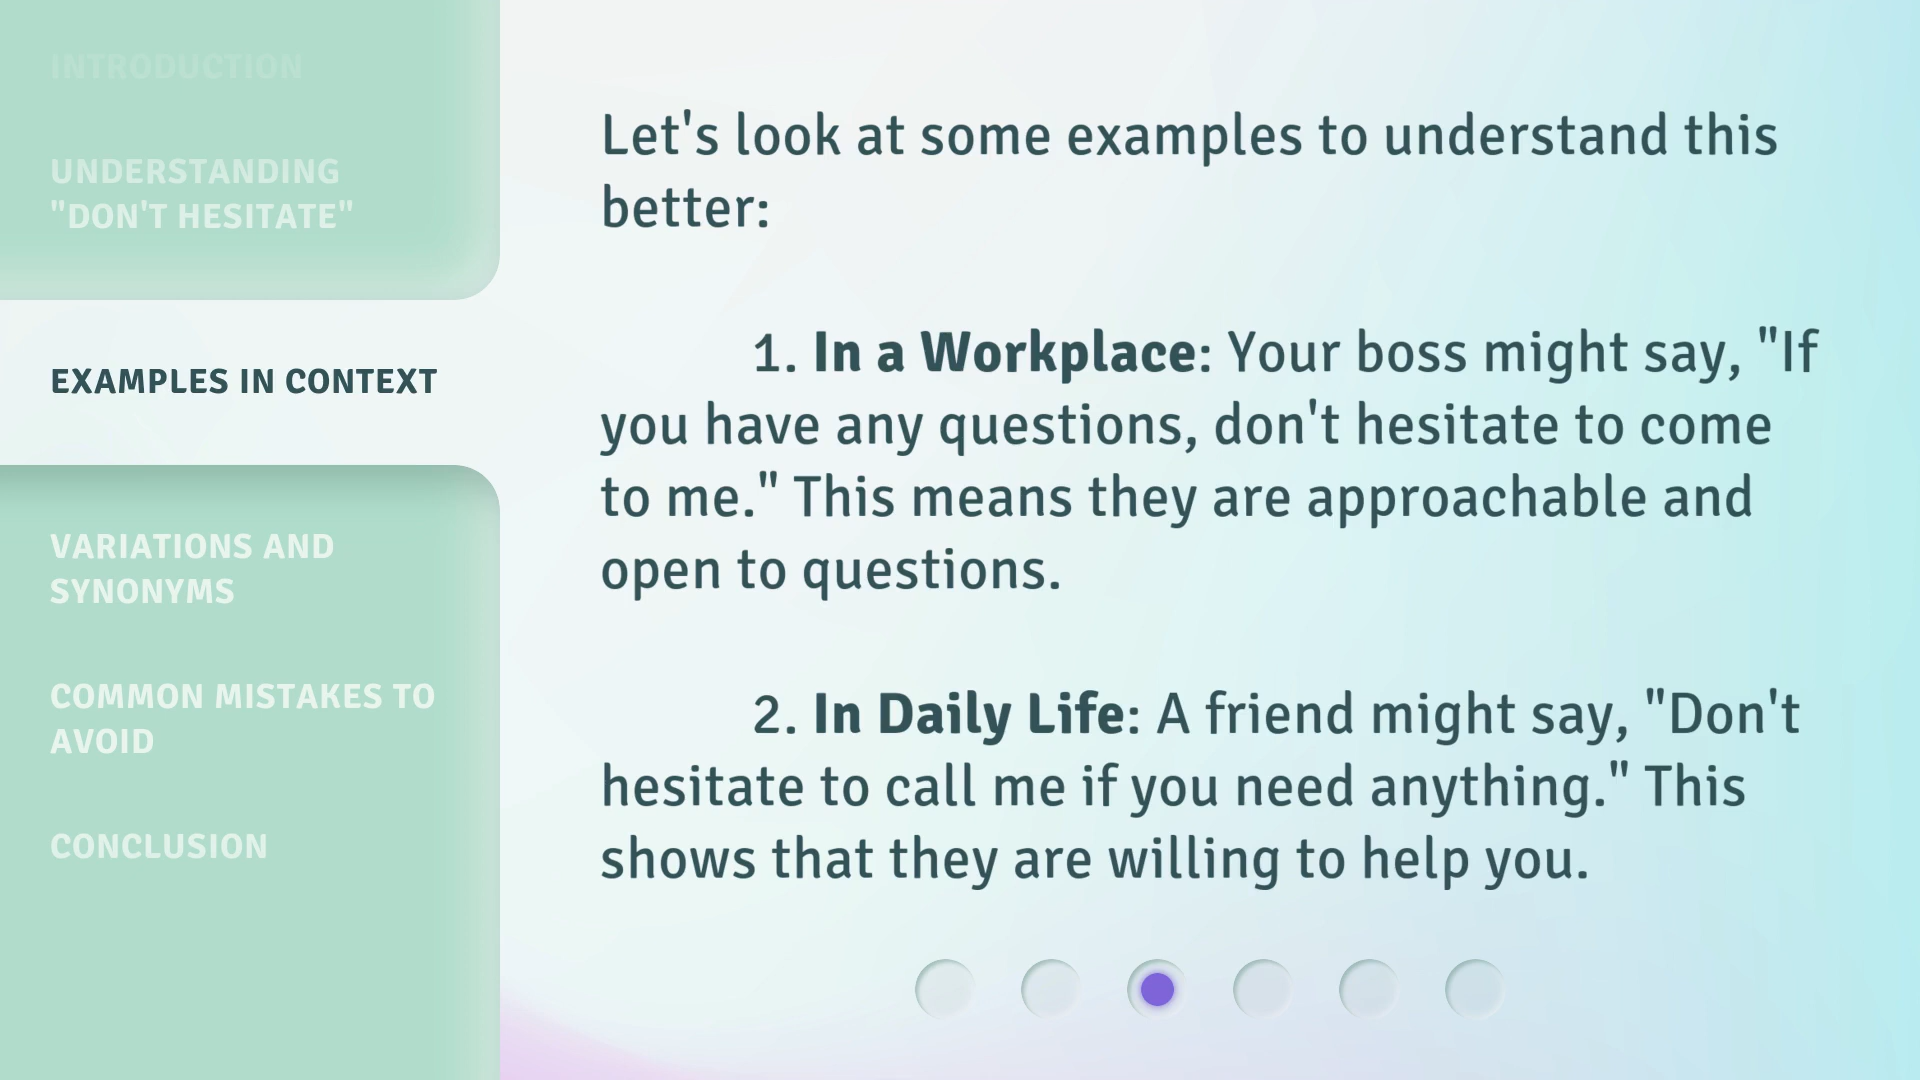 INTRODUCTION
UNDERSTANDING
"DON'T HESITATE"
EXAMPLES IN CONTEXT
VARIATIONS AND
SYNONYMS
COMMON MISTAKES TO
AVOID
CONCLUSION
Let's look at some examples to understand this
better:
1. In a Workplace: Your boss might say, "If
you have any questions, don't hesitate to come
to me." This means they are approachable and
open to questions.
2. In Daily Life: A friend might say, "Don't
hesitate to call me if you need anything." This
shows that they are willing to help you.